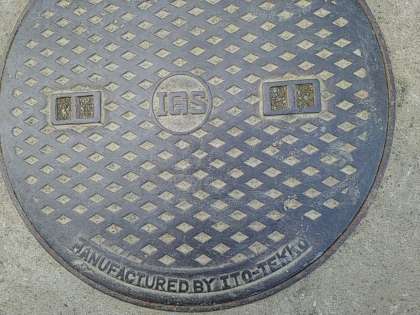 IGS
MANUFACTURED BY ITO-TEKKO